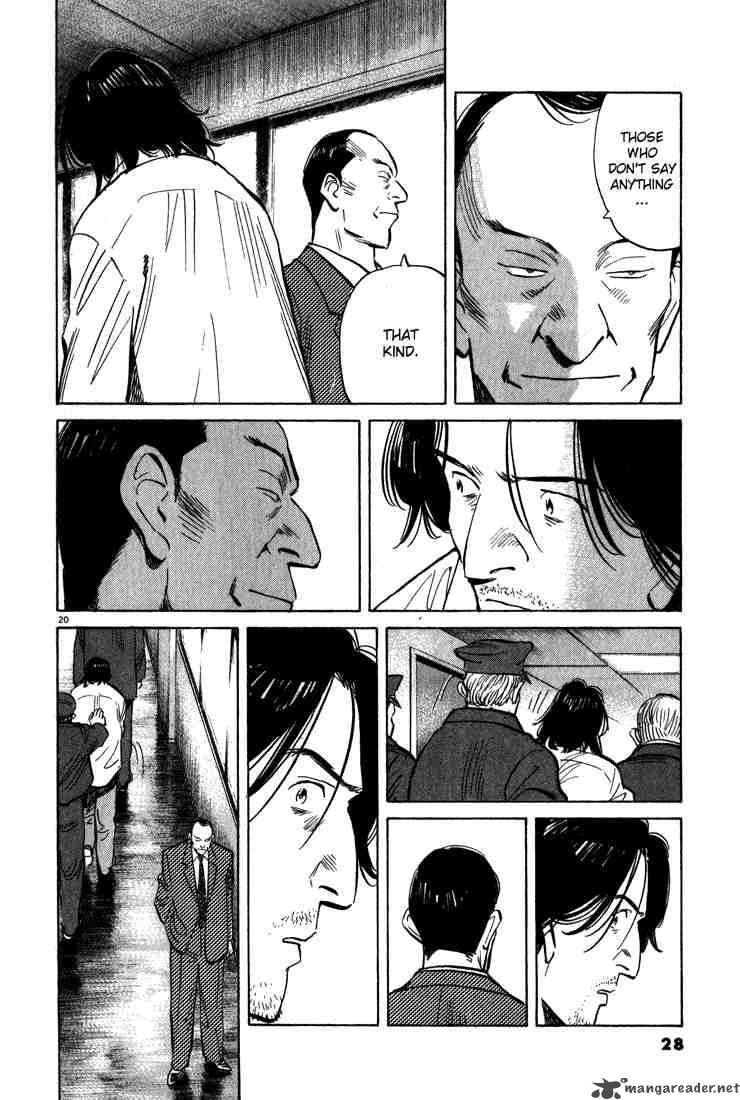 THOSE
WHO
DON'T SAY
ANYTHING
...
THAT
KIND.
20
28
mangareader.net